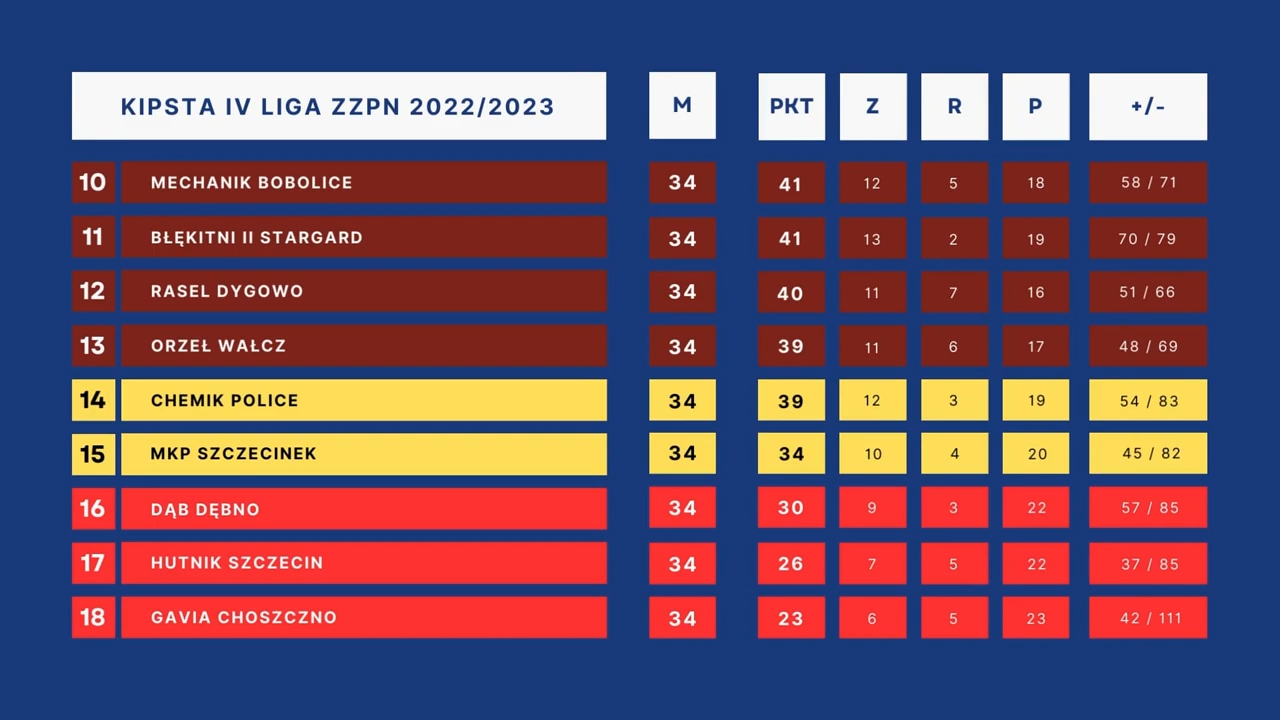 KIPSTA IV LIGA ZZPN 2022/2023 M PKT Z R P +/-
10 MECHANIK BOBOLICE 34 41 12 5 18 58 / 71
11 BŁĘKITNI II STARGARD 34 41 13 2 19 70 / 79
12 RASEL DYGOWO 34 40 11 7 16 51 / 66
13 ORZEŁ WAŁCZ 34 39 11 6 17 48 / 69
14 CHEMIK POLICE 34 39 12 3 19 54 / 83
15 MKP SZCZECINEK 34 34 10 4 20 45 / 82
16 DĄB DĘBNO 34 30 9 3 22 57 / 85
17 HUTNIK SZCZECIN 34 26 7 5 22 37 / 85
18 GAVIA CHOSZCZNO 34 23 6 5 23 42 / 111